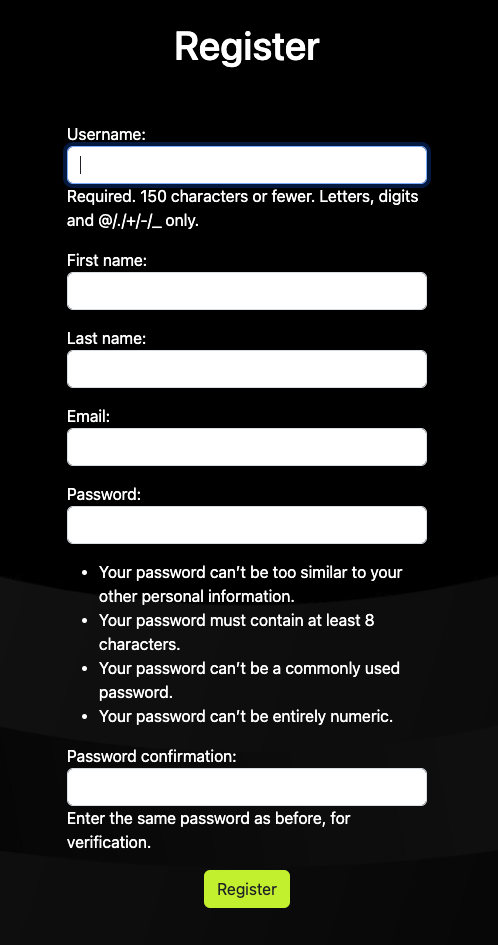 Register
Username:
Required. 150 characters or fewer. Letters, digits
and @/./+/-/_ only.
First name:
Last name:
Email:
Password:
• Your password can’t be too similar to your
other personal information.
• Your password must contain at least 8
characters.
• Your password can’t be a commonly used
password.
• Your password can’t be entirely numeric.
Password confirmation:
Enter the same password as before, for
verification.
Register